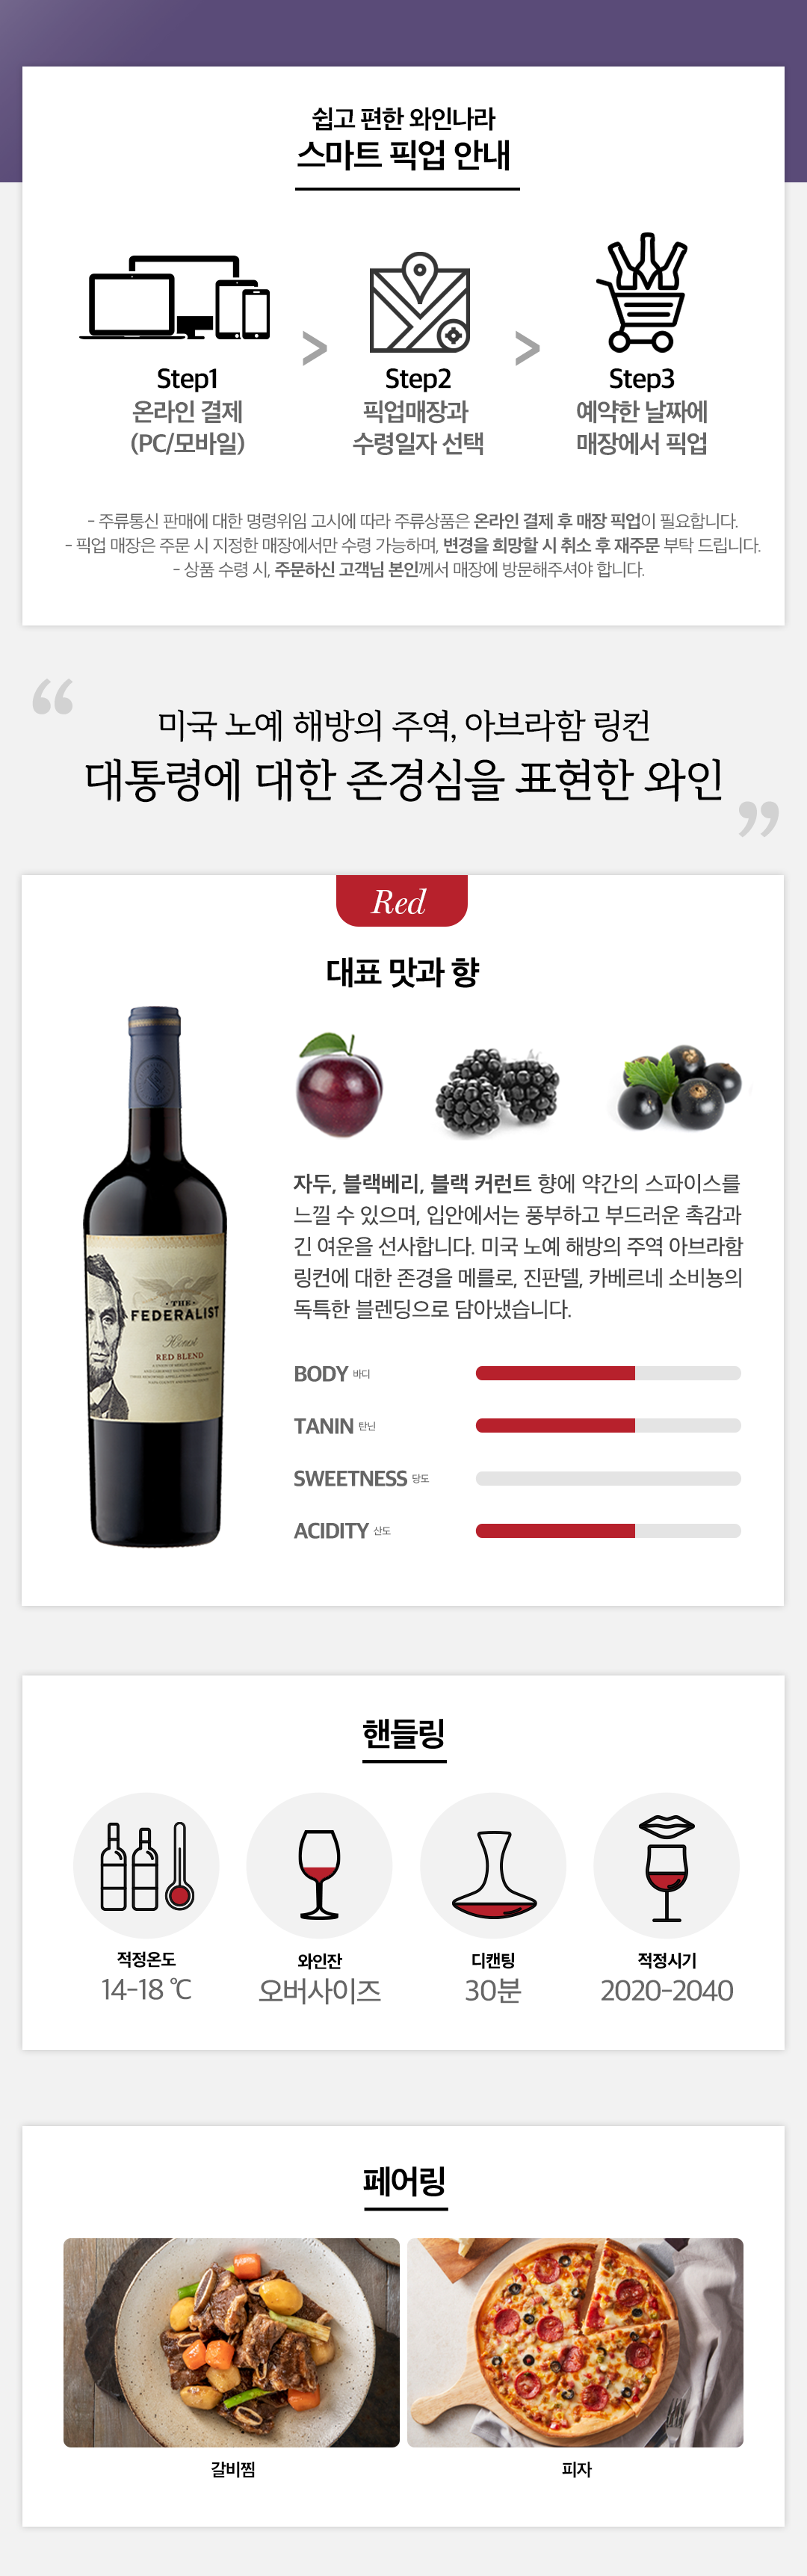 쉽고 편한 와인나라
스마트 픽업 안내
>
>
Step1
온라인 결제
(PC/모바일)
Step2
픽업매장과
수령일자 선택
Step3
예약한 날짜에
매장에서 픽업
- 주류통신 판매에 대한 명령위임 고시에 따라 주류상품은 온라인 결제 후 매장 픽업이 필요합니다.
- 픽업 매장은 주문 시 지정한 매장에서만 수령 가능하며, 변경을 희망할 시 취소 후 재주문 부탁 드립니다.
- 상품 수령 시, 주문하신 고객님 본인께서 매장에 방문해주셔야 합니다.
“
미국 노예 해방의 주역, 아브라함 링컨
대통령에 대한 존경심을 표현한 와인
”
Red
대표 맛과 향
자두, 블랙베리, 블랙 커런트 향에 약간의 스파이스를
느낄 수 있으며, 입안에서는 풍부하고 부드러운 촉감과
긴 여운을 선사합니다. 미국 노예 해방의 주역 아브라함
링컨에 대한 존경을 메를로, 진판델, 카베르네 소비뇽의
독특한 블렌딩으로 담아냈습니다.
THE
FEDERALIST
Honest
RED BLEND
BODY 바디
TANIN 탄닌
SWEETNESS 당도
ACIDITY 산도
핸들링
적정온도
14-18 ℃
와인잔
오버사이즈
디캔팅
30분
적정시기
2020-2040
페어링
갈비찜
피자